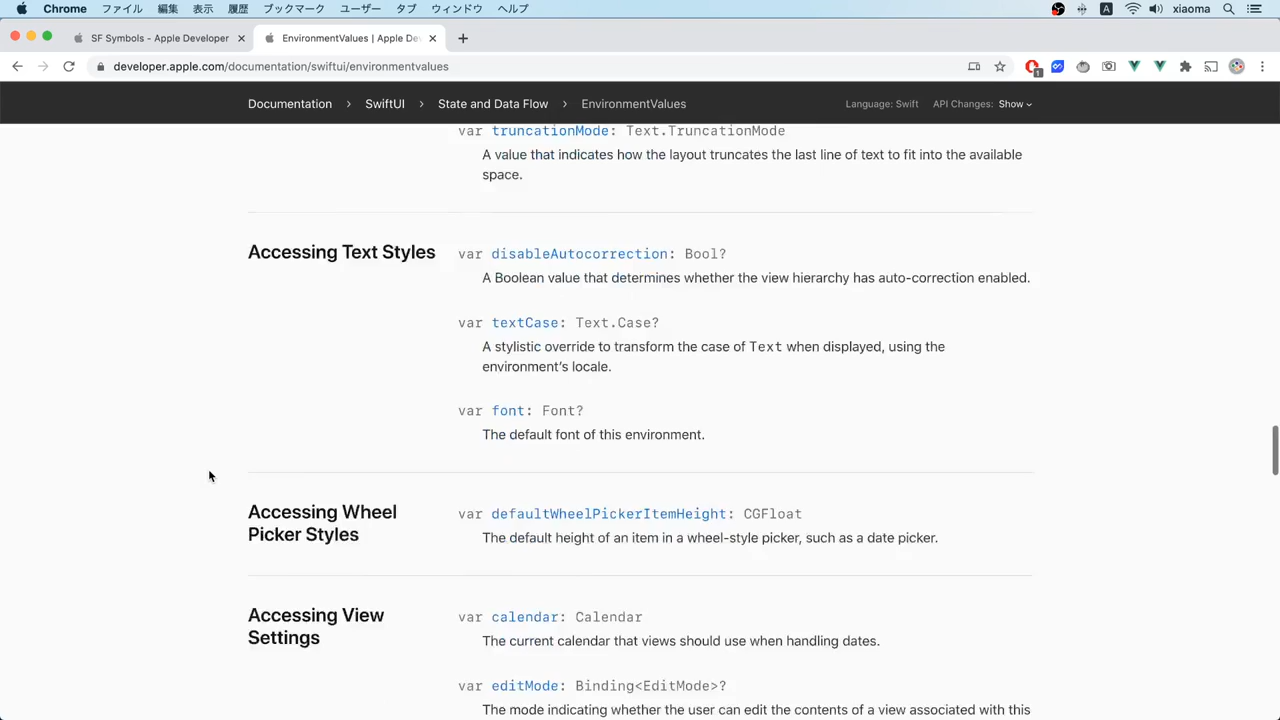 Chrome ファイル 編集 表示 履歴 ブックマーク ユーザー タブ ウィンドウ ヘルプ A xiaoma
SF Symbols - Apple Developer EnvironmentValues | Apple De
developer.apple.com/documentation/swiftui/environmentvalues 1
Documentation › SwiftUI › State and Data Flow › EnvironmentValues Language: Swift API Changes: Show
var truncationMode: Text.TruncationMode
A value that indicates how the layout truncates the last line of text to fit into the available
space.
Accessing Text Styles
var disableAutocorrection: Bool?
A Boolean value that determines whether the view hierarchy has auto-correction enabled.
var textCase: Text.Case?
A stylistic override to transform the case of Text when displayed, using the
environment’s locale.
var font: Font?
The default font of this environment.
Accessing Wheel
Picker Styles
var defaultWheelPickerItemHeight: CGFloat
The default height of an item in a wheel-style picker, such as a date picker.
Accessing View
Settings
var calendar: Calendar
The current calendar that views should use when handling dates.
var editMode: Binding<EditMode>?
The mode indicating whether the user can edit the contents of a view associated with this